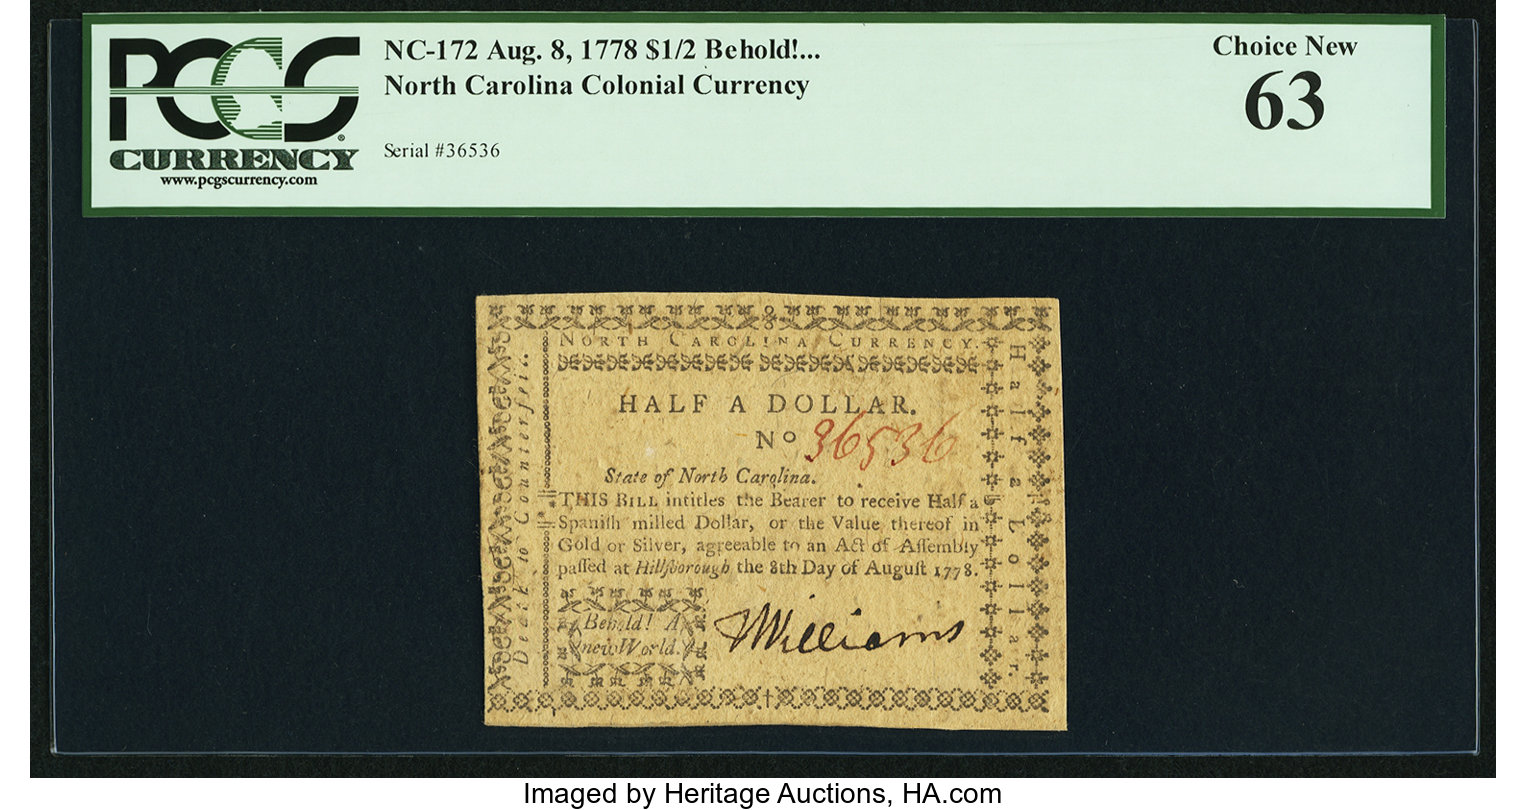 PCGS
CURRENCY
www.pcgscurrency.com
NC-172 Aug. 8, 1778 $1/2 Behold!...
North Carolina Colonial Currency
Serial #36536
Choice New
63
NORTH CAROLINA CURRENCY.
HALF A DOLLAR.
No 36536
State of North Carolina.
THIS BILL intitles the Bearer to receive Half a
Spaniſh milled Dollar, or the Value thereof in
Gold or Silver, agreeable to an Act of Aſſembly
paſſed at Hillſborough the 8th Day of Auguſt 1778.
Behold! A
new World.
Williams
Death to Counterfeit.
Half a Dollar.
Imaged by Heritage Auctions, HA.com